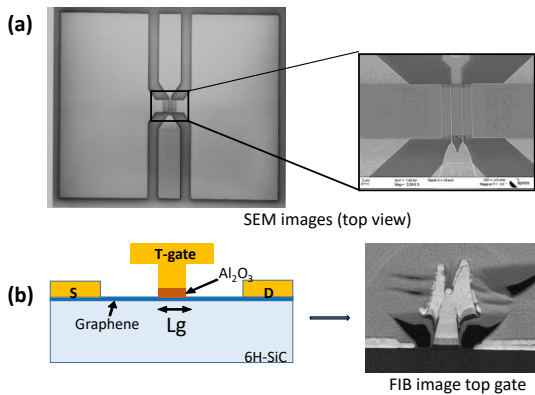 (a)
SEM images (top view)
(b)
T-gate
Al₂O₃
S
D
Graphene
Lg
6H-SiC
FIB image top gate